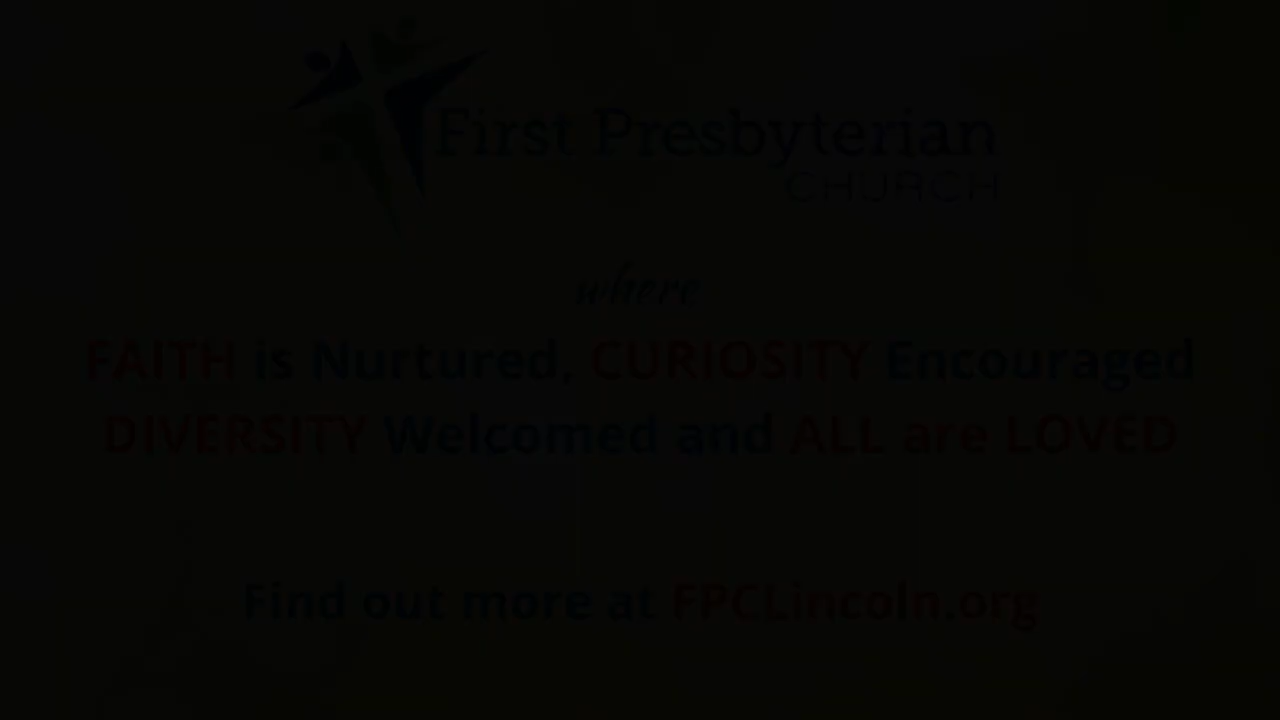 First Presbyterian
CHURCH
where
FAITH is Nurtured, CURIOSITY Encouraged
DIVERSITY Welcomed and ALL are LOVED
Find out more at FPCLincoln.org